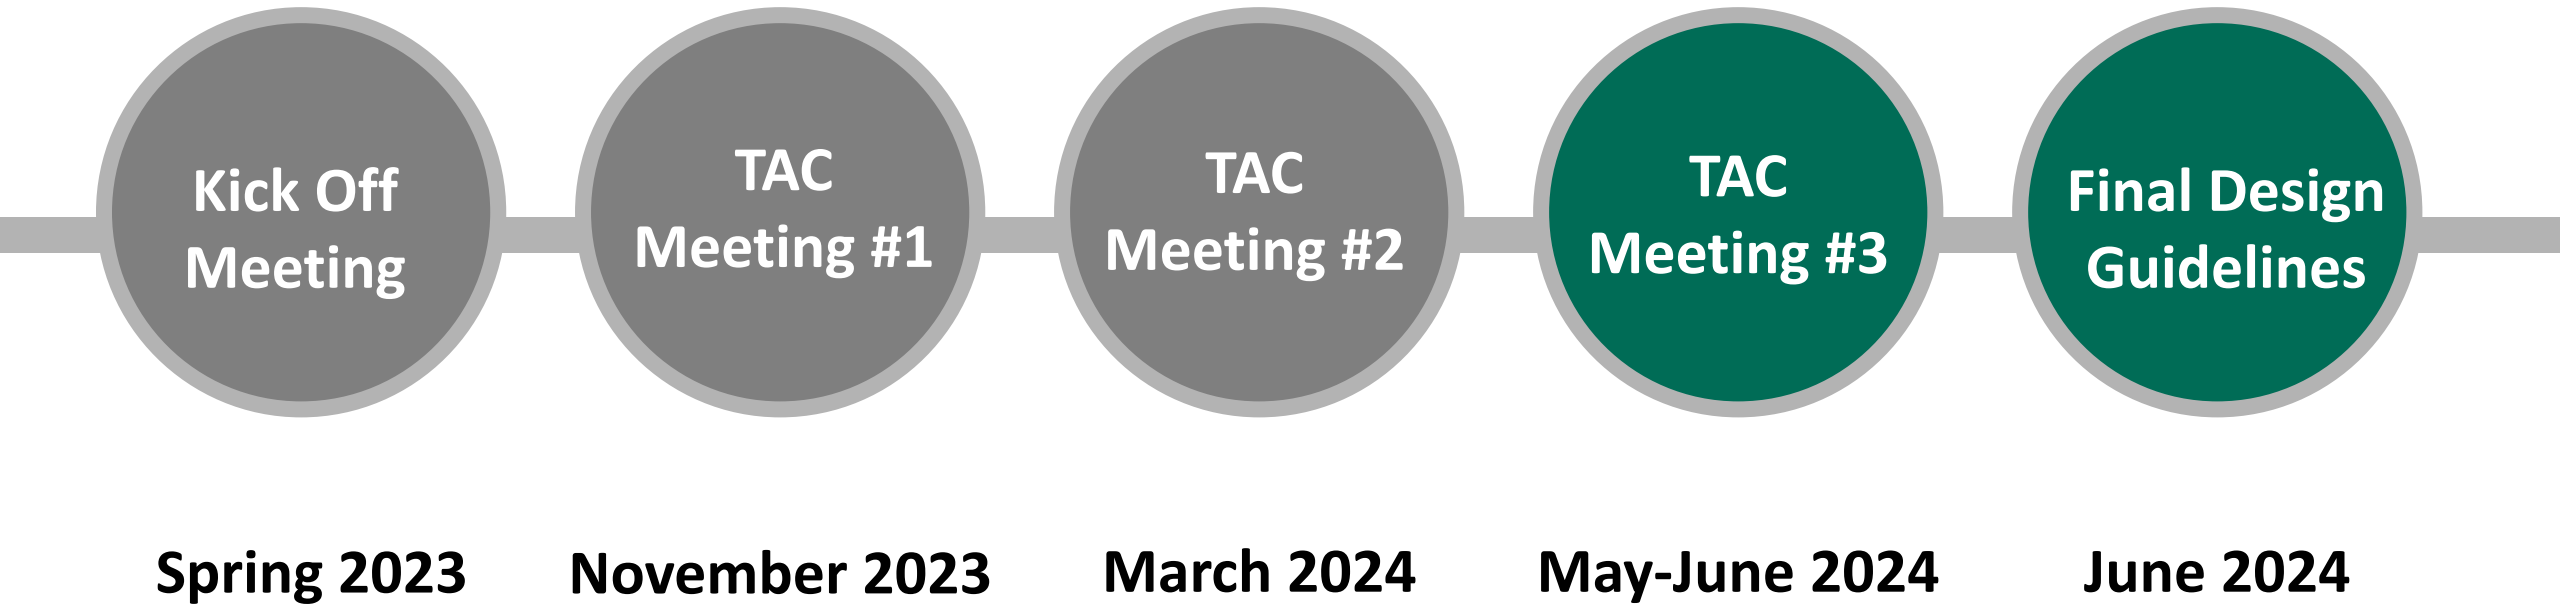 Kick Off
Meeting
TAC
Meeting #1
TAC
Meeting #2
TAC
Meeting #3
Final Design
Guidelines
Spring 2023
November 2023
March 2024
May-June 2024
June 2024